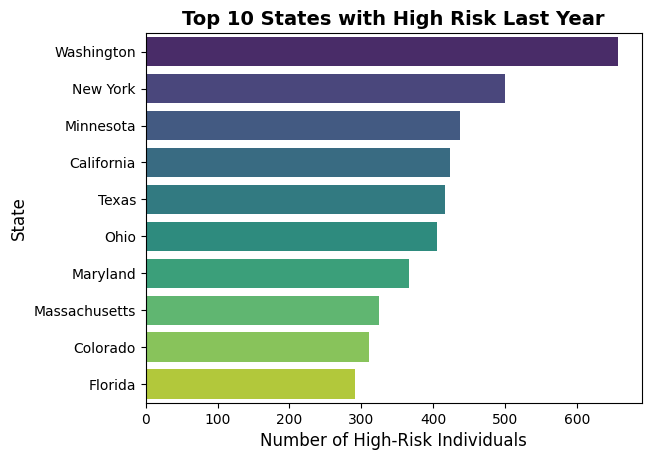 Top 10 States with High Risk Last Year
State
Washington
New York
Minnesota
California
Texas
Ohio
Maryland
Massachusetts
Colorado
Florida
0 100 200 300 400 500 600
Number of High-Risk Individuals